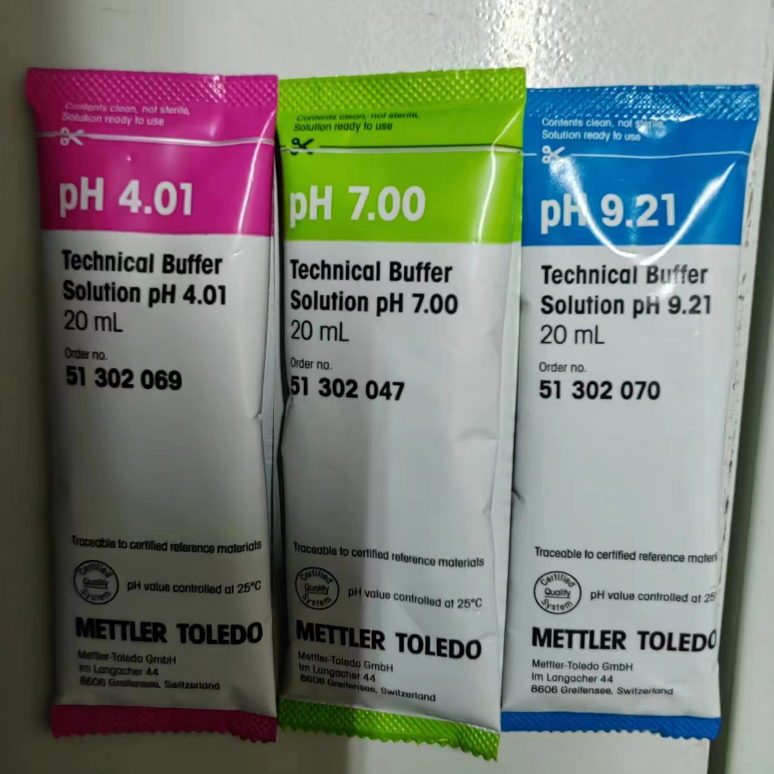 Contents clean, not sterile,
Solution ready to use
pH 4.01
Technical Buffer
Solution pH 4.01
20 mL
Order no.
51 302 069
Traceable to certified reference materials
Certified
Quality
System
pH value controlled at 25°C
METTLER TOLEDO
Mettler-Toledo GmbH
Im Langacher 44
8606 Greifensee, Switzerland
Contents clean, not sterile,
Solution ready to use
pH 7.00
Technical Buffer
Solution pH 7.00
20 mL
Order no.
51 302 047
Traceable to certified reference materials
Certified
Quality
System
pH value controlled at 25°C
METTLER TOLEDO
Mettler-Toledo GmbH
Im Langacher 44
8606 Greifensee, Switzerland
Contents clean, not sterile,
Solution ready to use
pH 9.21
Technical Buffer
Solution pH 9.21
20 mL
Order no.
51 302 070
Traceable to certified reference mater
Certified
Quality
System
pH value controlled at 25
METTLER TOLEDO
Mettler-Toledo GmbH
Im Langacher 44
8606 Greifensee, Switzerland